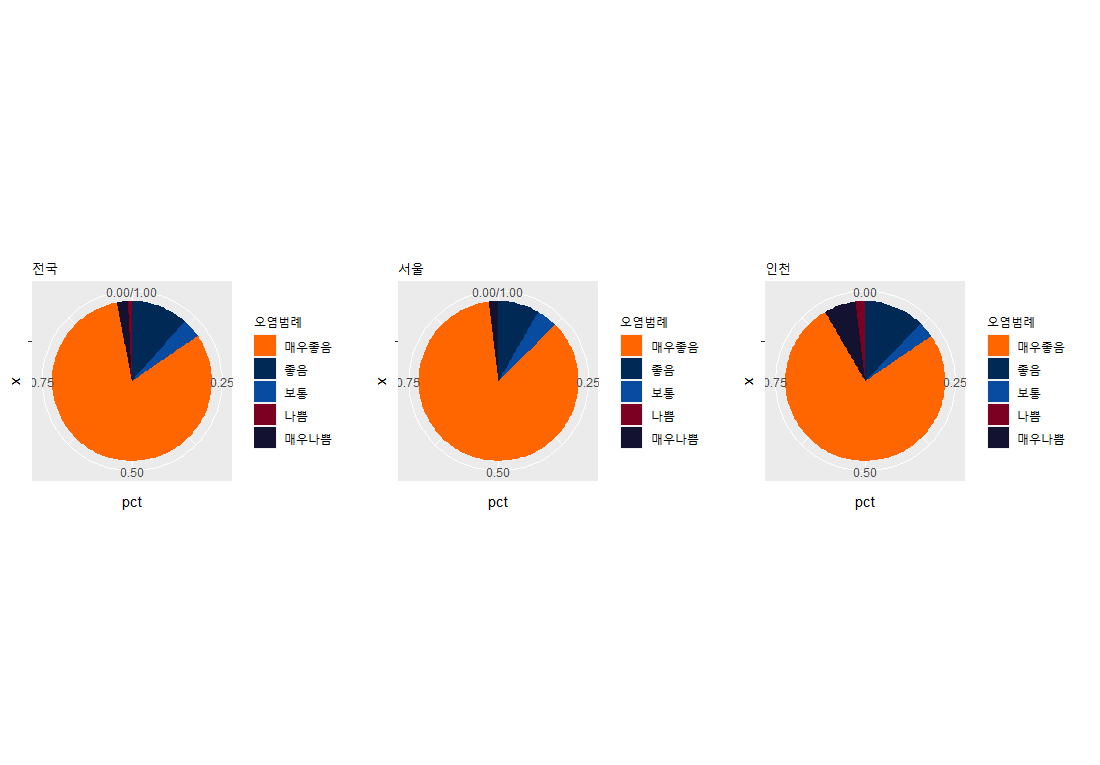 전국
0.00/1.00
0.75
0.25
0.50
x
pct
오염범례
매우좋음
좋음
보통
나쁨
매우나쁨
서울
0.00/1.00
0.75
0.25
0.50
x
pct
오염범례
매우좋음
좋음
보통
나쁨
매우나쁨
인천
0.00
0.75
0.25
0.50
x
pct
오염범례
매우좋음
좋음
보통
나쁨
매우나쁨